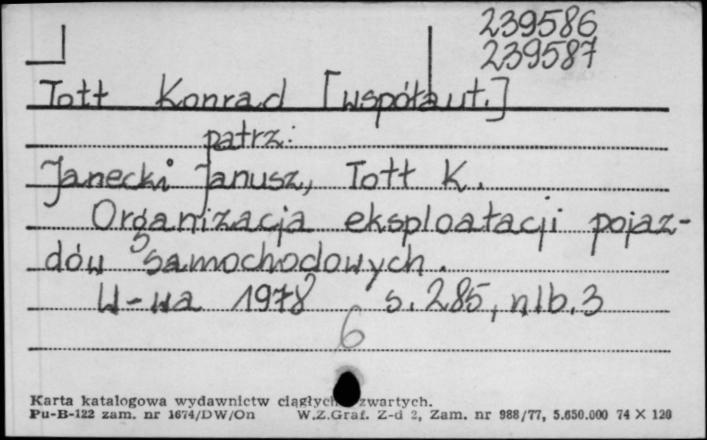 239586
239587
Tott Konrad [współaut.]
patrz:
Janecki Janusz, Tott K.
Organizacja eksploatacji pojaz-
dów samochodowych.
W-wa 1978 s. 285, nlb. 3
6
Karta katalogowa wydawnictw ciągłych zwartych.
Pu-B-122 zam. nr 1674/DW/On W.Z.Graf. Z-d 2, Zam. nr 988/77, 5.650.000 74 X 120